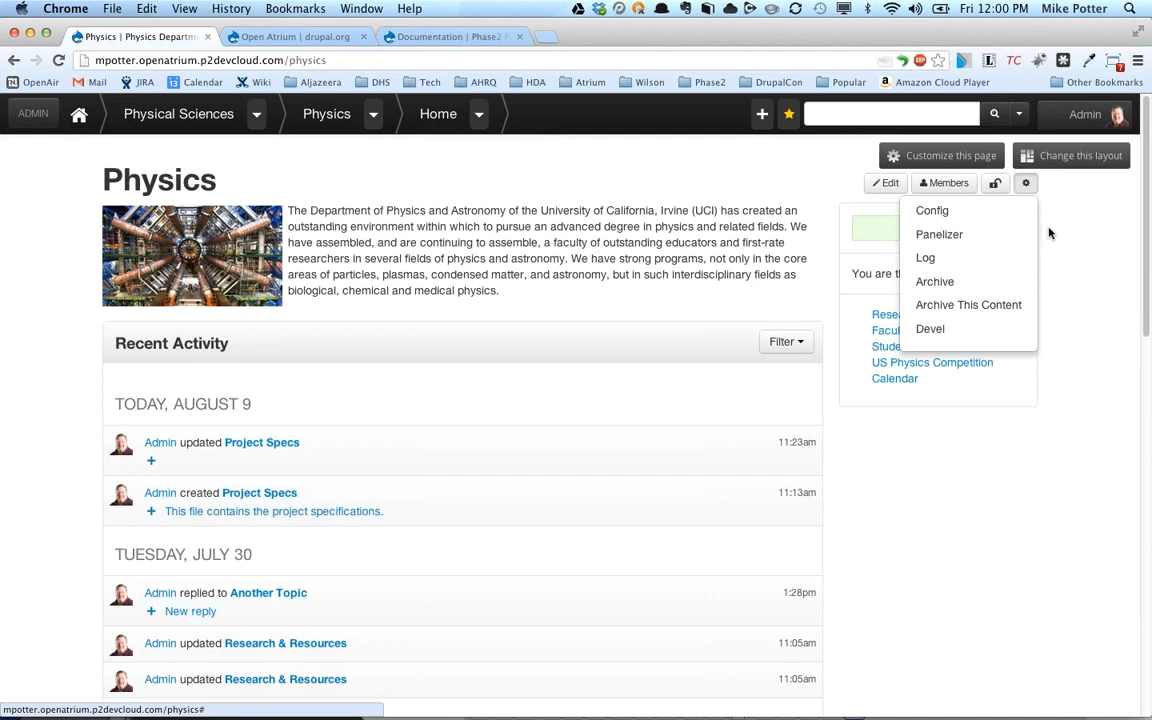 Chrome File Edit View History Bookmarks Window Help Fri 12:00 PM Mike Potter
Physics | Physics Departm
Open Atrium | drupal.org
Documentation | Phase2 P
mpotter.openatrium.p2devcloud.com/physics
OpenAir Mail JIRA Calendar Wiki Aljazeera DHS Tech AHRQ HDA Atrium Wilson Phase2 DrupalCon Popular Amazon Cloud Player Other Bookmarks
ADMIN Physical Sciences Physics Home Admin
Customize this page Change this layout
Physics
Edit Members
The Department of Physics and Astronomy of the University of California, Irvine (UCI) has created an
outstanding environment within which to pursue an advanced degree in physics and related fields. We
have assembled, and are continuing to assemble, a faculty of outstanding educators and first-rate
researchers in several fields of physics and astronomy. We have strong programs, not only in the core
areas of particles, plasmas, condensed matter, and astronomy, but in such interdisciplinary fields as
biological, chemical and medical physics.
Config
Panelizer
Log
Archive
Archive This Content
Devel
You are th
Resea
Facul
Stude
US Physics Competition
Calendar
Recent Activity Filter
TODAY, AUGUST 9
Admin updated Project Specs 11:23am
+
Admin created Project Specs 11:13am
+ This file contains the project specifications.
TUESDAY, JULY 30
Admin replied to Another Topic 1:28pm
+ New reply
Admin updated Research & Resources 11:05am
Admin updated Research & Resources 11:05am
mpotter.openatrium.p2devcloud.com/physics#